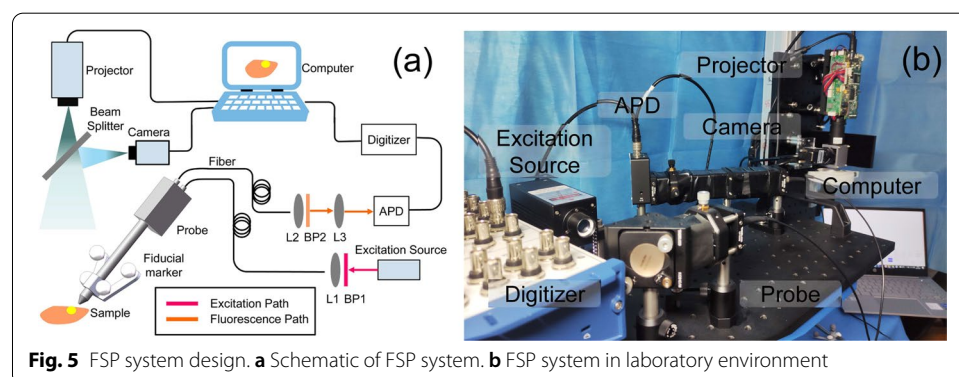 (a)
Projector
Computer
Beam
Splitter
Camera
Digitizer
Fiber
Probe
L2 BP2 L3
APD
Excitation Source
Fiducial
marker
L1 BP1
Sample
Excitation Path
Fluorescence Path
(b)
Projector
APD
Camera
Excitation
Source
Computer
Digitizer
Probe
Fig. 5 FSP system design. a Schematic of FSP system. b FSP system in laboratory environment